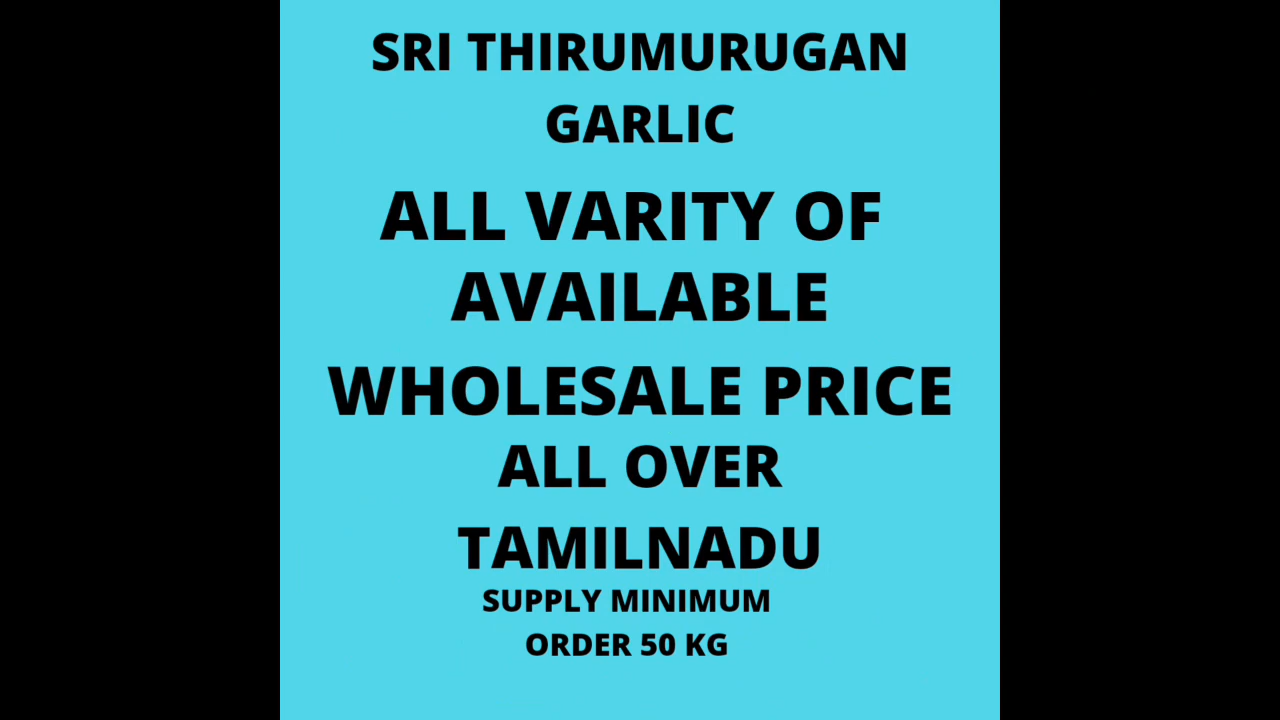 SRI THIRUMURUGAN
GARLIC
ALL VARITY OF
AVAILABLE
WHOLESALE PRICE
ALL OVER
TAMILNADU
SUPPLY MINIMUM
ORDER 50 KG